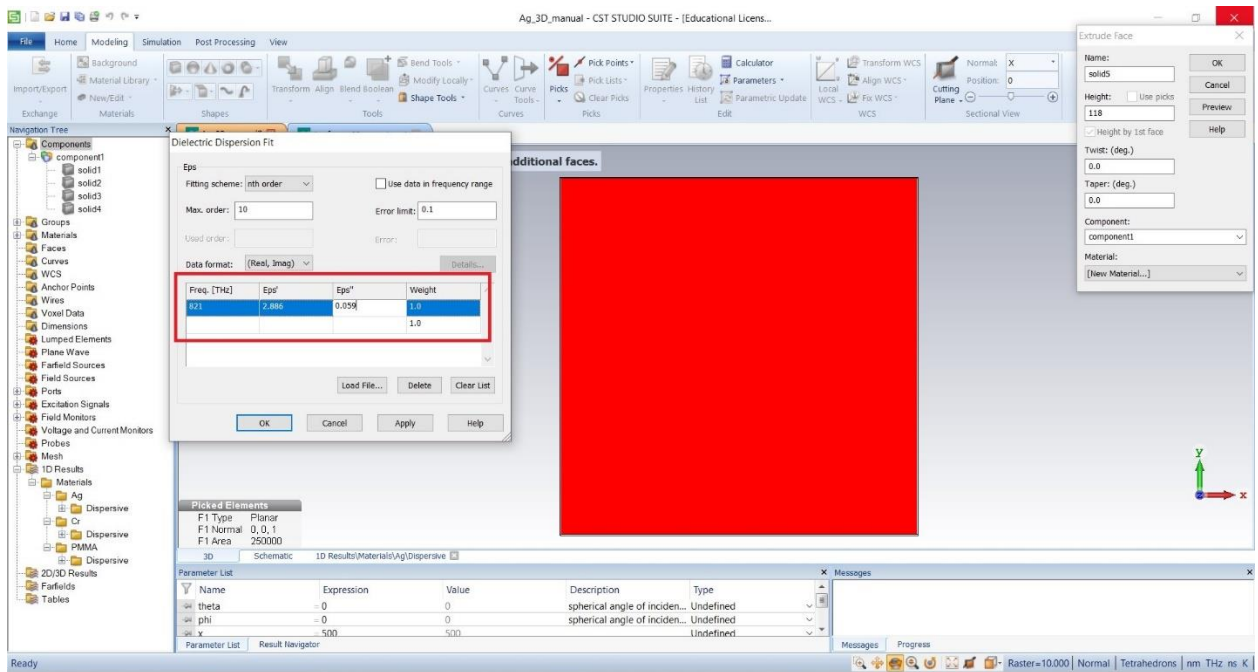 Ag_3D_manual - CST STUDIO SUITE - [Educational Licens...
File Home Modeling Simulation Post Processing View
Import/Export
Background
Material Library
New/Edit
Exchange Materials
Shapes
Transform Align Blend Boolean
Bend Tools
Modify Locally
Shape Tools
Tools
Curves Curve Tools
Curves
Picks
Pick Points
Pick Lists
Clear Picks
Picks
Properties History List
Calculator
Parameters
Parametric Update
Edit
Local WCS
Transform WCS
Align WCS
Fix WCS
WCS
Cutting Plane
Normal: X
Position: 0
Sectional View
Extrude Face
Name:
solid5
OK
Height: Use picks
Cancel
118
Preview
Height by 1st face
Help
Twist: (deg.)
0.0
Taper: (deg.)
0.0
Component:
component1
Material:
[New Material...]
Navigation Tree
Components
component1
solid1
solid2
solid3
solid4
Groups
Materials
Faces
Curves
WCS
Anchor Points
Wires
Voxel Data
Dimensions
Lumped Elements
Plane Wave
Farfield Sources
Field Sources
Ports
Excitation Signals
Field Monitors
Voltage and Current Monitors
Probes
Mesh
1D Results
Materials
Ag
Dispersive
Cr
Dispersive
PMMA
Dispersive
2D/3D Results
Farfields
Tables
Dielectric Dispersion Fit
Eps
Fitting scheme: nth order
Use data in frequency range
Max. order: 10
Error limit: 0.1
Used order:
Error:
Data format: (Real, Imag)
Details...
Freq. [THz] Eps' Eps" Weight
821 2.886 0.059 1.0
1.0
Load File... Delete Clear List
OK Cancel Apply Help
dditional faces.
Picked Elements
F1 Type Planar
F1 Normal 0, 0, 1
F1 Area 250000
y
x
3D Schematic 1D Results\Materials\Ag\Dispersive
Parameter List
Name Expression Value Description Type
theta = 0 0 spherical angle of inciden... Undefined
phi = 0 0 spherical angle of inciden... Undefined
x = 500 500 Undefined
Parameter List Result Navigator
Messages
Messages Progress
Ready
Raster=10.000 Normal Tetrahedrons nm THz ns K